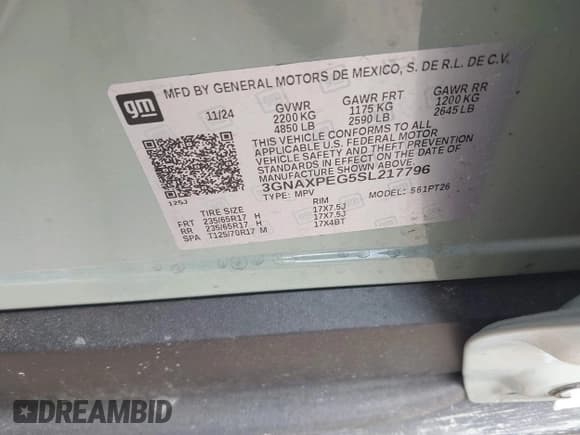 gm
MFD BY GENERAL MOTORS DE MEXICO, S. DE R.L. DE C.V.
11/24 GVWR GAWR FRT GAWR RR
2200 KG 1175 KG 1200 KG
4850 LB 2590 LB 2645 LB
THIS VEHICLE CONFORMS TO ALL
APPLICABLE U.S. FEDERAL MOTOR
VEHICLE SAFETY AND THEFT PREVENTION
STANDARDS IN EFFECT ON THE DATE OF
MANUFACTURE SHOWN ABOVE.
3GNAXPEG5SL217796
TYPE: MPV MODEL: 561PT26
125J
TIRE SIZE RIM
FRT 235/65R17 H 17X7.5J
RR 235/65R17 H 17X7.5J
SPA T125/70R17 M 17X4BT
DREAMBID